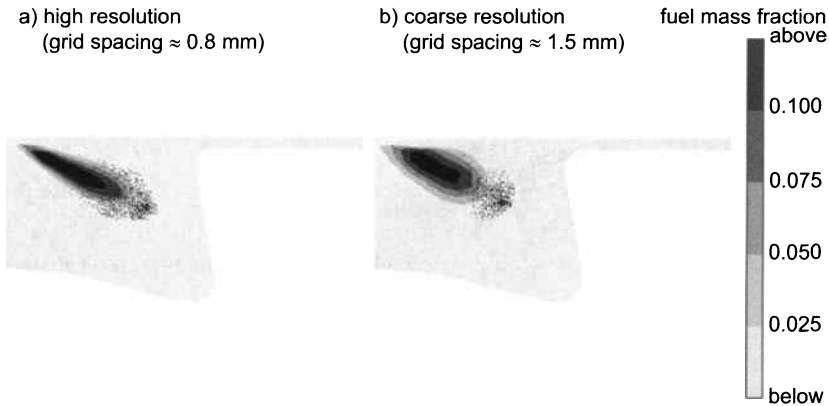 a) high resolution
(grid spacing ≈ 0.8 mm)
b) coarse resolution
(grid spacing ≈ 1.5 mm)
fuel mass fraction
above
0.100
0.075
0.050
0.025
below